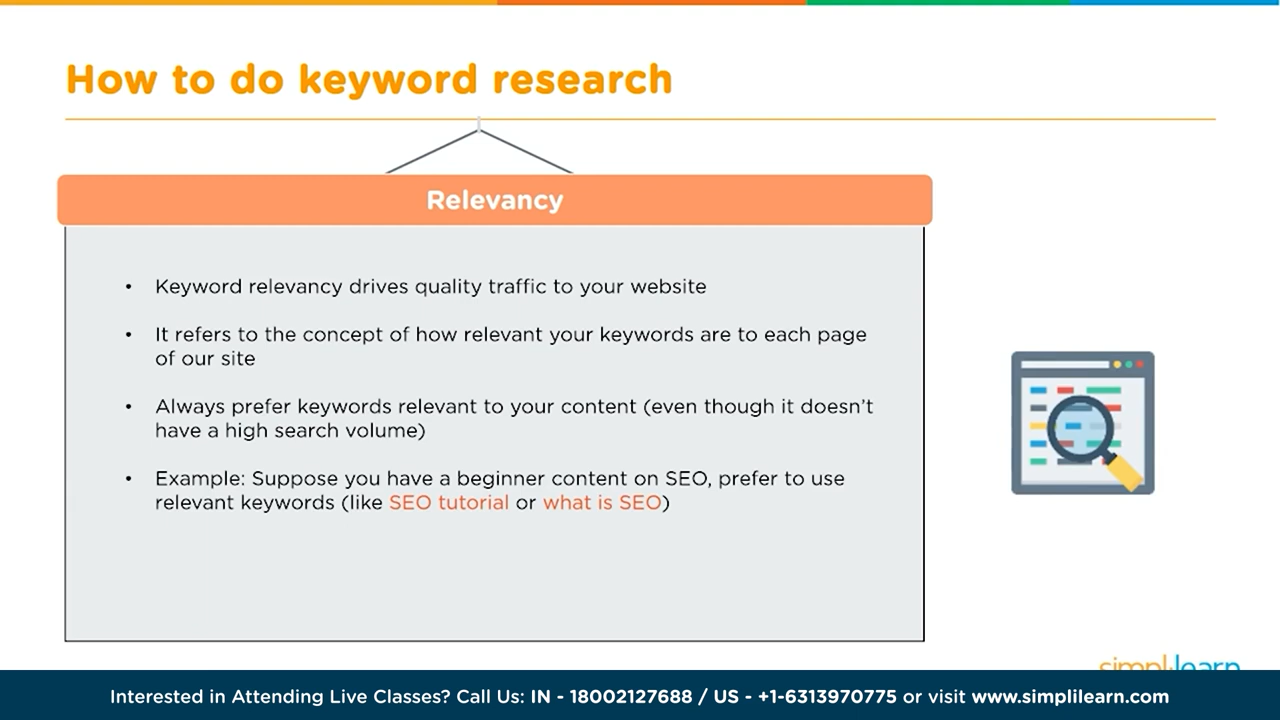 How to do keyword research
Relevancy
• Keyword relevancy drives quality traffic to your website
• It refers to the concept of how relevant your keywords are to each page
of our site
• Always prefer keywords relevant to your content (even though it doesn't
have a high search volume)
• Example: Suppose you have a beginner content on SEO, prefer to use
relevant keywords (like SEO tutorial or what is SEO)
simplilearn
Interested in Attending Live Classes? Call Us: IN - 18002127688 / US - +1-6313970775 or visit www.simplilearn.com